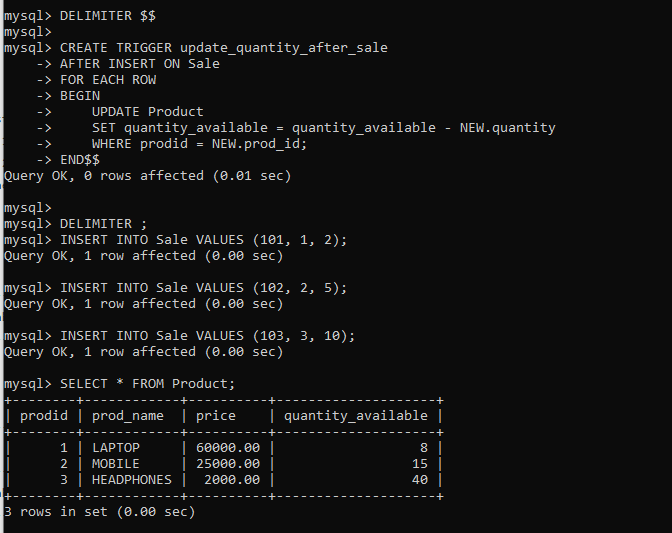 mysql> DELIMITER $$
mysql>
mysql> CREATE TRIGGER update_quantity_after_sale
    -> AFTER INSERT ON Sale
    -> FOR EACH ROW
    -> BEGIN
    ->     UPDATE Product
    ->     SET quantity_available = quantity_available - NEW.quantity
    ->     WHERE prodid = NEW.prod_id;
    -> END$$
Query OK, 0 rows affected (0.01 sec)

mysql>
mysql> DELIMITER ;
mysql> INSERT INTO Sale VALUES (101, 1, 2);
Query OK, 1 row affected (0.00 sec)

mysql> INSERT INTO Sale VALUES (102, 2, 5);
Query OK, 1 row affected (0.00 sec)

mysql> INSERT INTO Sale VALUES (103, 3, 10);
Query OK, 1 row affected (0.00 sec)

mysql> SELECT * FROM Product;
+--------+------------+----------+--------------------+
| prodid | prod_name  | price    | quantity_available |
+--------+------------+----------+--------------------+
|      1 | LAPTOP     | 60000.00 |                  8 |
|      2 | MOBILE     | 25000.00 |                 15 |
|      3 | HEADPHONES |  2000.00 |                 40 |
+--------+------------+----------+--------------------+
3 rows in set (0.00 sec)